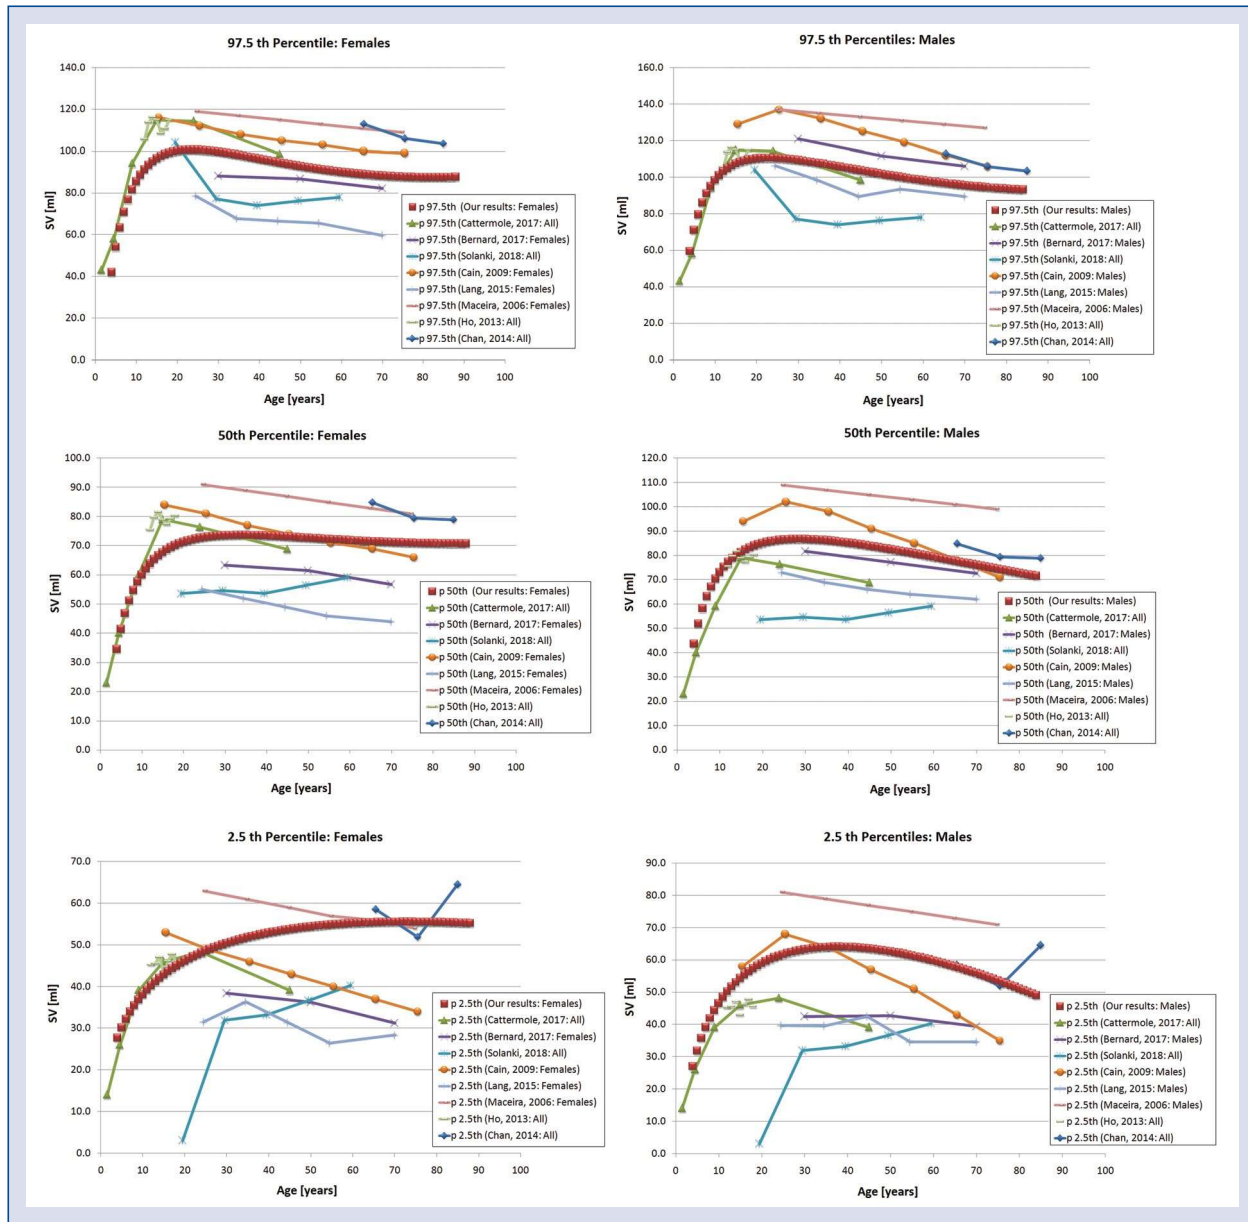 97.5 th Percentile: Females
SV [ml]
140.0
120.0
100.0
80.0
60.0
40.0
20.0
0.0
0 10 20 30 40 50 60 70 80 90 100
Age [years]
p 97.5th (Our results: Females)
p 97.5th (Cattermole, 2017: All)
p 97.5th (Bernard, 2017: Females)
p 97.5th (Solanki, 2018: All)
p 97.5th (Cain, 2009: Females)
p 97.5th (Lang, 2015: Females)
p 97.5th (Maceira, 2006: Females)
p 97.5th (Ho, 2013: All)
p 97.5th (Chan, 2014: All)
97.5 th Percentiles: Males
SV [ml]
160.0
140.0
120.0
100.0
80.0
60.0
40.0
20.0
0.0
0 10 20 30 40 50 60 70 80 90 100
Age [years]
p 97.5th (Our results: Males)
p 97.5th (Cattermole, 2017: All)
p 97.5th (Bernard, 2017: Males)
p 97.5th (Solanki, 2018: All)
p 97.5th (Cain, 2009: Males)
p 97.5th (Lang, 2015: Males)
p 97.5th (Maceira, 2006: Males)
p 97.5th (Ho, 2013: All)
p 97.5th (Chan, 2014: All)
50th Percentile: Females
SV [ml]
100.0
90.0
80.0
70.0
60.0
50.0
40.0
30.0
20.0
10.0
0.0
0 10 20 30 40 50 60 70 80 90 100
Age [years]
p 50th (Our results: Females)
p 50th (Cattermole, 2017: All)
p 50th (Bernard, 2017: Females)
p 50th (Solanki, 2018: All)
p 50th (Cain, 2009: Females)
p 50th (Lang, 2015: Females)
p 50th (Maceira, 2006: Females)
p 50th (Ho, 2013: All)
p 50th (Chan, 2014: All)
50th Percentile: Males
SV [ml]
120.0
110.0
100.0
90.0
80.0
70.0
60.0
50.0
40.0
30.0
20.0
10.0
0.0
0 10 20 30 40 50 60 70 80 90 100
Age [years]
p 50th (Our results: Males)
p 50th (Cattermole, 2017: All)
p 50th (Bernard, 2017: Males)
p 50th (Solanki, 2018: All)
p 50th (Cain, 2009: Males)
p 50th (Lang, 2015: Males)
p 50th (Maceira, 2006: Males)
p 50th (Ho, 2013: All)
p 50th (Chan, 2014: All)
2.5 th Percentile: Females
SV [ml]
70.0
60.0
50.0
40.0
30.0
20.0
10.0
0.0
0 10 20 30 40 50 60 70 80 90 100
Age [years]
p 2.5th (Our results: Females)
p 2.5th (Cattermole, 2017: All)
p 2.5th (Bernard, 2017: Females)
p 2.5th (Solanki, 2018: All)
p 2.5th (Cain, 2009: Females)
p 2.5th (Lang, 2015: Females)
p 2.5th (Maceira, 2006: Females)
p 2.5th (Ho, 2013: All)
p 2.5th (Chan, 2014: All)
2.5 th Percentiles: Males
SV [ml]
90.0
80.0
70.0
60.0
50.0
40.0
30.0
20.0
10.0
0.0
0 10 20 30 40 50 60 70 80 90 100
Age [years]
p 2.5th (Our results: Males)
p 2.5th (Cattermole, 2017: All)
p 2.5th (Bernard, 2017: Males)
p 2.5th (Solanki, 2018: All)
p 2.5th (Cain, 2009: Males)
p 2.5th (Lang, 2015: Males)
p 2.5th (Maceira, 2006: Males)
p 2.5th (Ho, 2013: All)
p 2.5th (Chan, 2014: All)